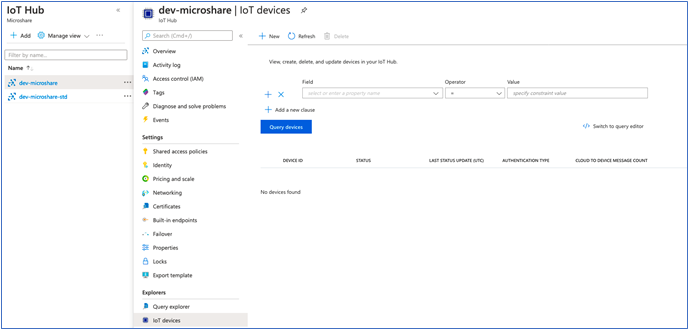 IoT Hub
Microshare
Add
Manage view
Filter by name...
Name
dev-microshare
dev-microshare-std
dev-microshare | IoT devices
IoT Hub
Search (Cmd+/)
Overview
Activity log
Access control (IAM)
Tags
Diagnose and solve problems
Events
Settings
Shared access policies
Identity
Pricing and scale
Networking
Certificates
Built-in endpoints
Failover
Properties
Locks
Export template
Explorers
Query explorer
IoT devices
New
Refresh
Delete
View, create, delete, and update devices in your IoT Hub.
Field
Operator
Value
select or enter a property name
=
specify constraint value
Add a new clause
Query devices
Switch to query editor
DEVICE ID
STATUS
LAST STATUS UPDATE (UTC)
AUTHENTICATION TYPE
CLOUD TO DEVICE MESSAGE COUNT
No devices found